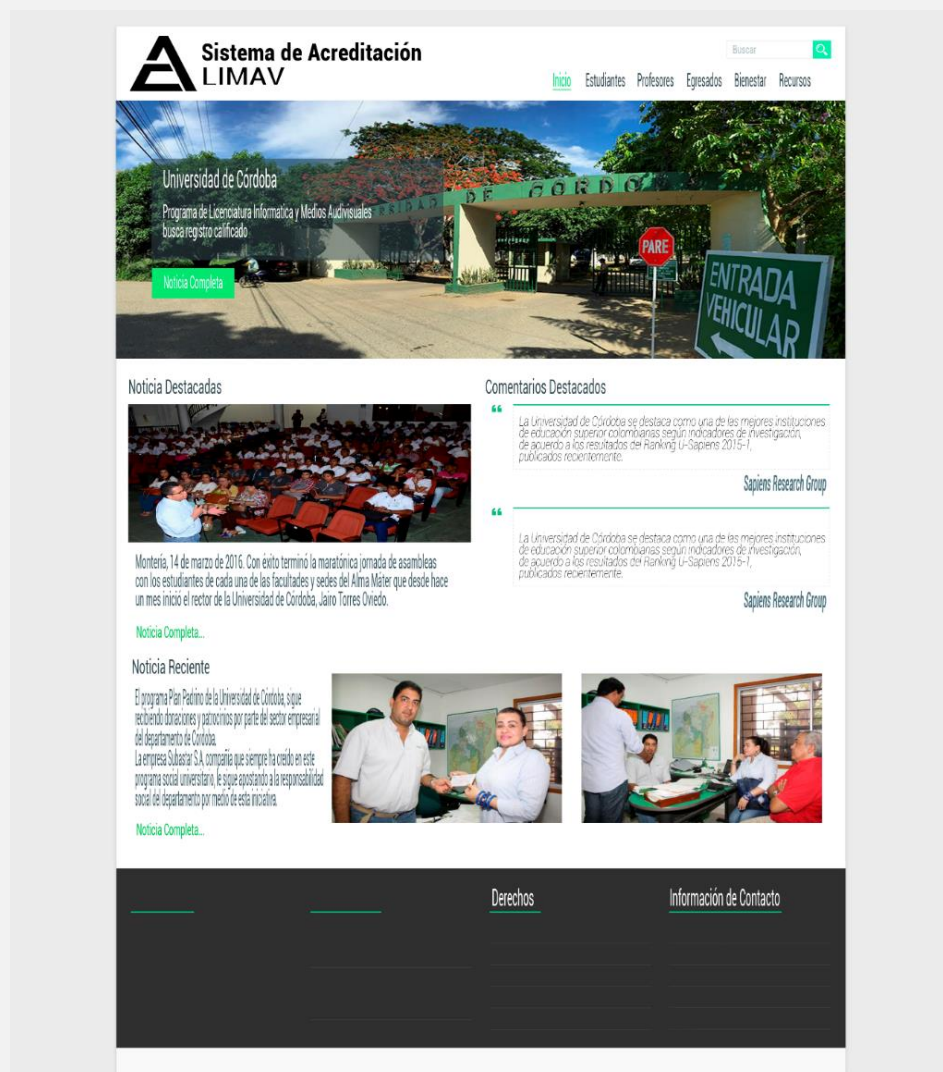 Sistema de Acreditación
LIMAV
Buscar
Inicio Estudiantes Profesores Egresados Bienestar Recursos
DE CORDO
Universidad de Córdoba
Programa de Licenciatura Informatica y Medios Audivisuales
busca registro calificado
Noticia Completa
PARE
ENTRADA
VEHICULAR
Noticia Destacadas
Montería, 14 de marzo de 2016. Con éxito terminó la maratónica jornada de asambleas
con los estudiantes de cada una de las facultades y sedes del Alma Máter que desde hace
un mes inició el rector de la Universidad de Córdoba, Jairo Torres Oviedo.
Noticia Completa...
Comentarios Destacados
La Universidad de Córdoba se destaca como una de las mejores instituciones
de educación superior colombianas según indicadores de investigación,
de acuerdo a los resultados del Ranking U-Sapiens 2015-1,
publicados recientemente.
Sapiens Research Group
La Universidad de Córdoba se destaca como una de las mejores instituciones
de educación superior colombianas según indicadores de investigación,
de acuerdo a los resultados del Ranking U-Sapiens 2015-1,
publicados recientemente.
Sapiens Research Group
Noticia Reciente
El programa Plan Padrino de la Universidad de Córdoba, sigue
recibiendo donaciones y patrocinios por parte del sector empresarial
del departamento de Córdoba.
La empresa Subastar S.A, compañía que siempre ha creído en este
programa social universitario, le sigue apostando a la responsabilidad
social del departamento por medio de esta iniciativa.
Noticia Completa...
Derechos
Información de Contacto